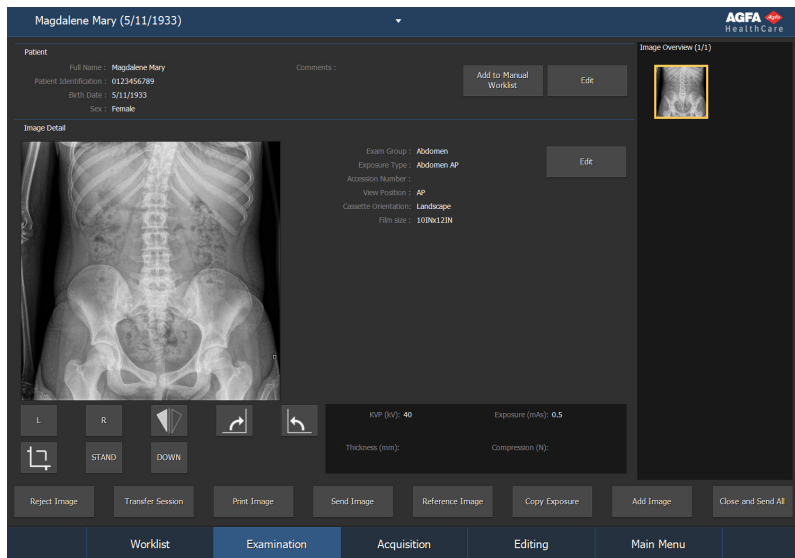 Magdalene Mary (5/11/1933)
AGFA
HealthCare
Patient
Full Name : Magdalene Mary
Comments :
Patient Identification : 0123456789
Birth Date : 5/11/1933
Sex : Female
Add to Manual
Worklist
Edit
Image Overview (1/1)
Image Detail
Exam Group : Abdomen
Exposure Type : Abdomen AP
Accession Number :
View Position : AP
Cassette Orientation: Landscape
Film size : 10INx12IN
Edit
L
R
STAND
DOWN
KVP (kV): 40
Exposure (mAs): 0.5
Thickness (mm):
Compression (N):
Reject Image
Transfer Session
Print Image
Send Image
Reference Image
Copy Exposure
Add Image
Close and Send All
Worklist
Examination
Acquisition
Editing
Main Menu